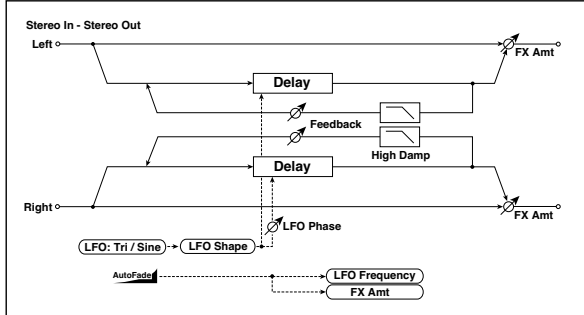 Stereo In - Stereo Out
Left
FX Amt
Delay
Feedback
High Damp
Delay
Right
FX Amt
LFO Phase
LFO: Tri / Sine
LFO Shape
AutoFade
LFO Frequency
FX Amt